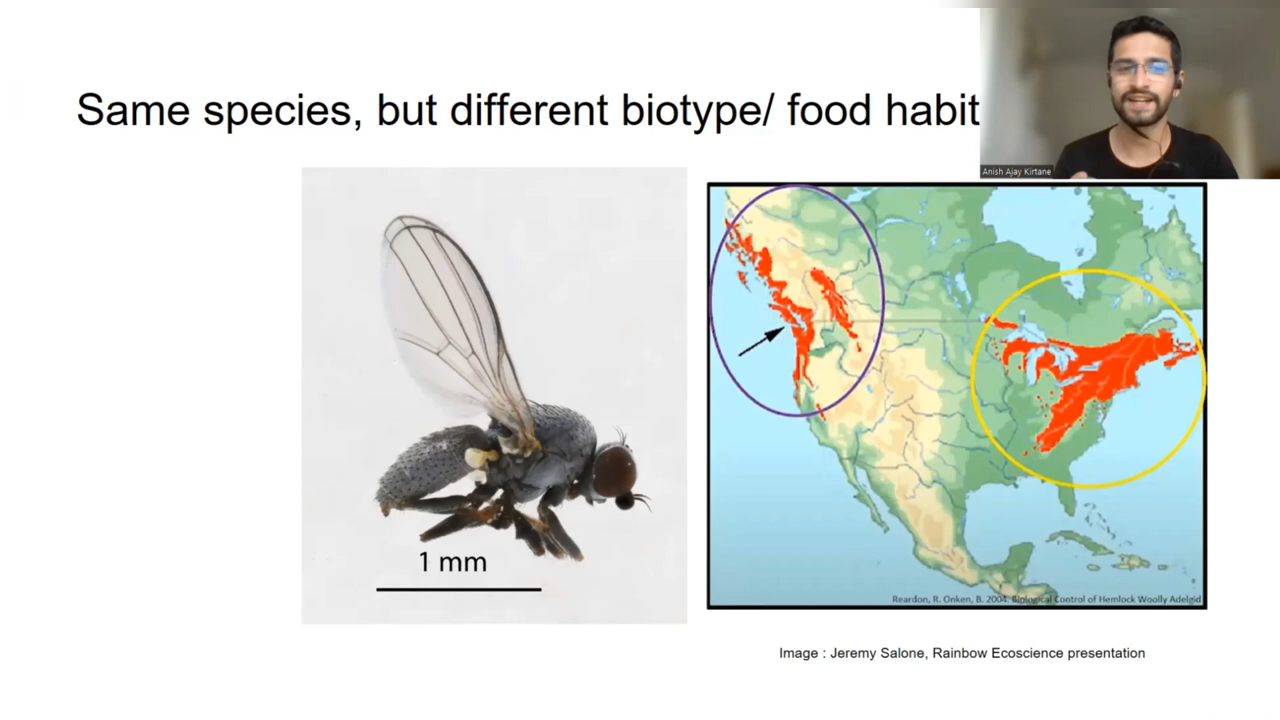 Same species, but different biotype/ food habit
Anish Ajay Kirtane
1 mm
Reardon, R. Onken, B. 2004. Biological Control of Hemlock Woolly Adelgid
Image : Jeremy Salone, Rainbow Ecoscience presentation